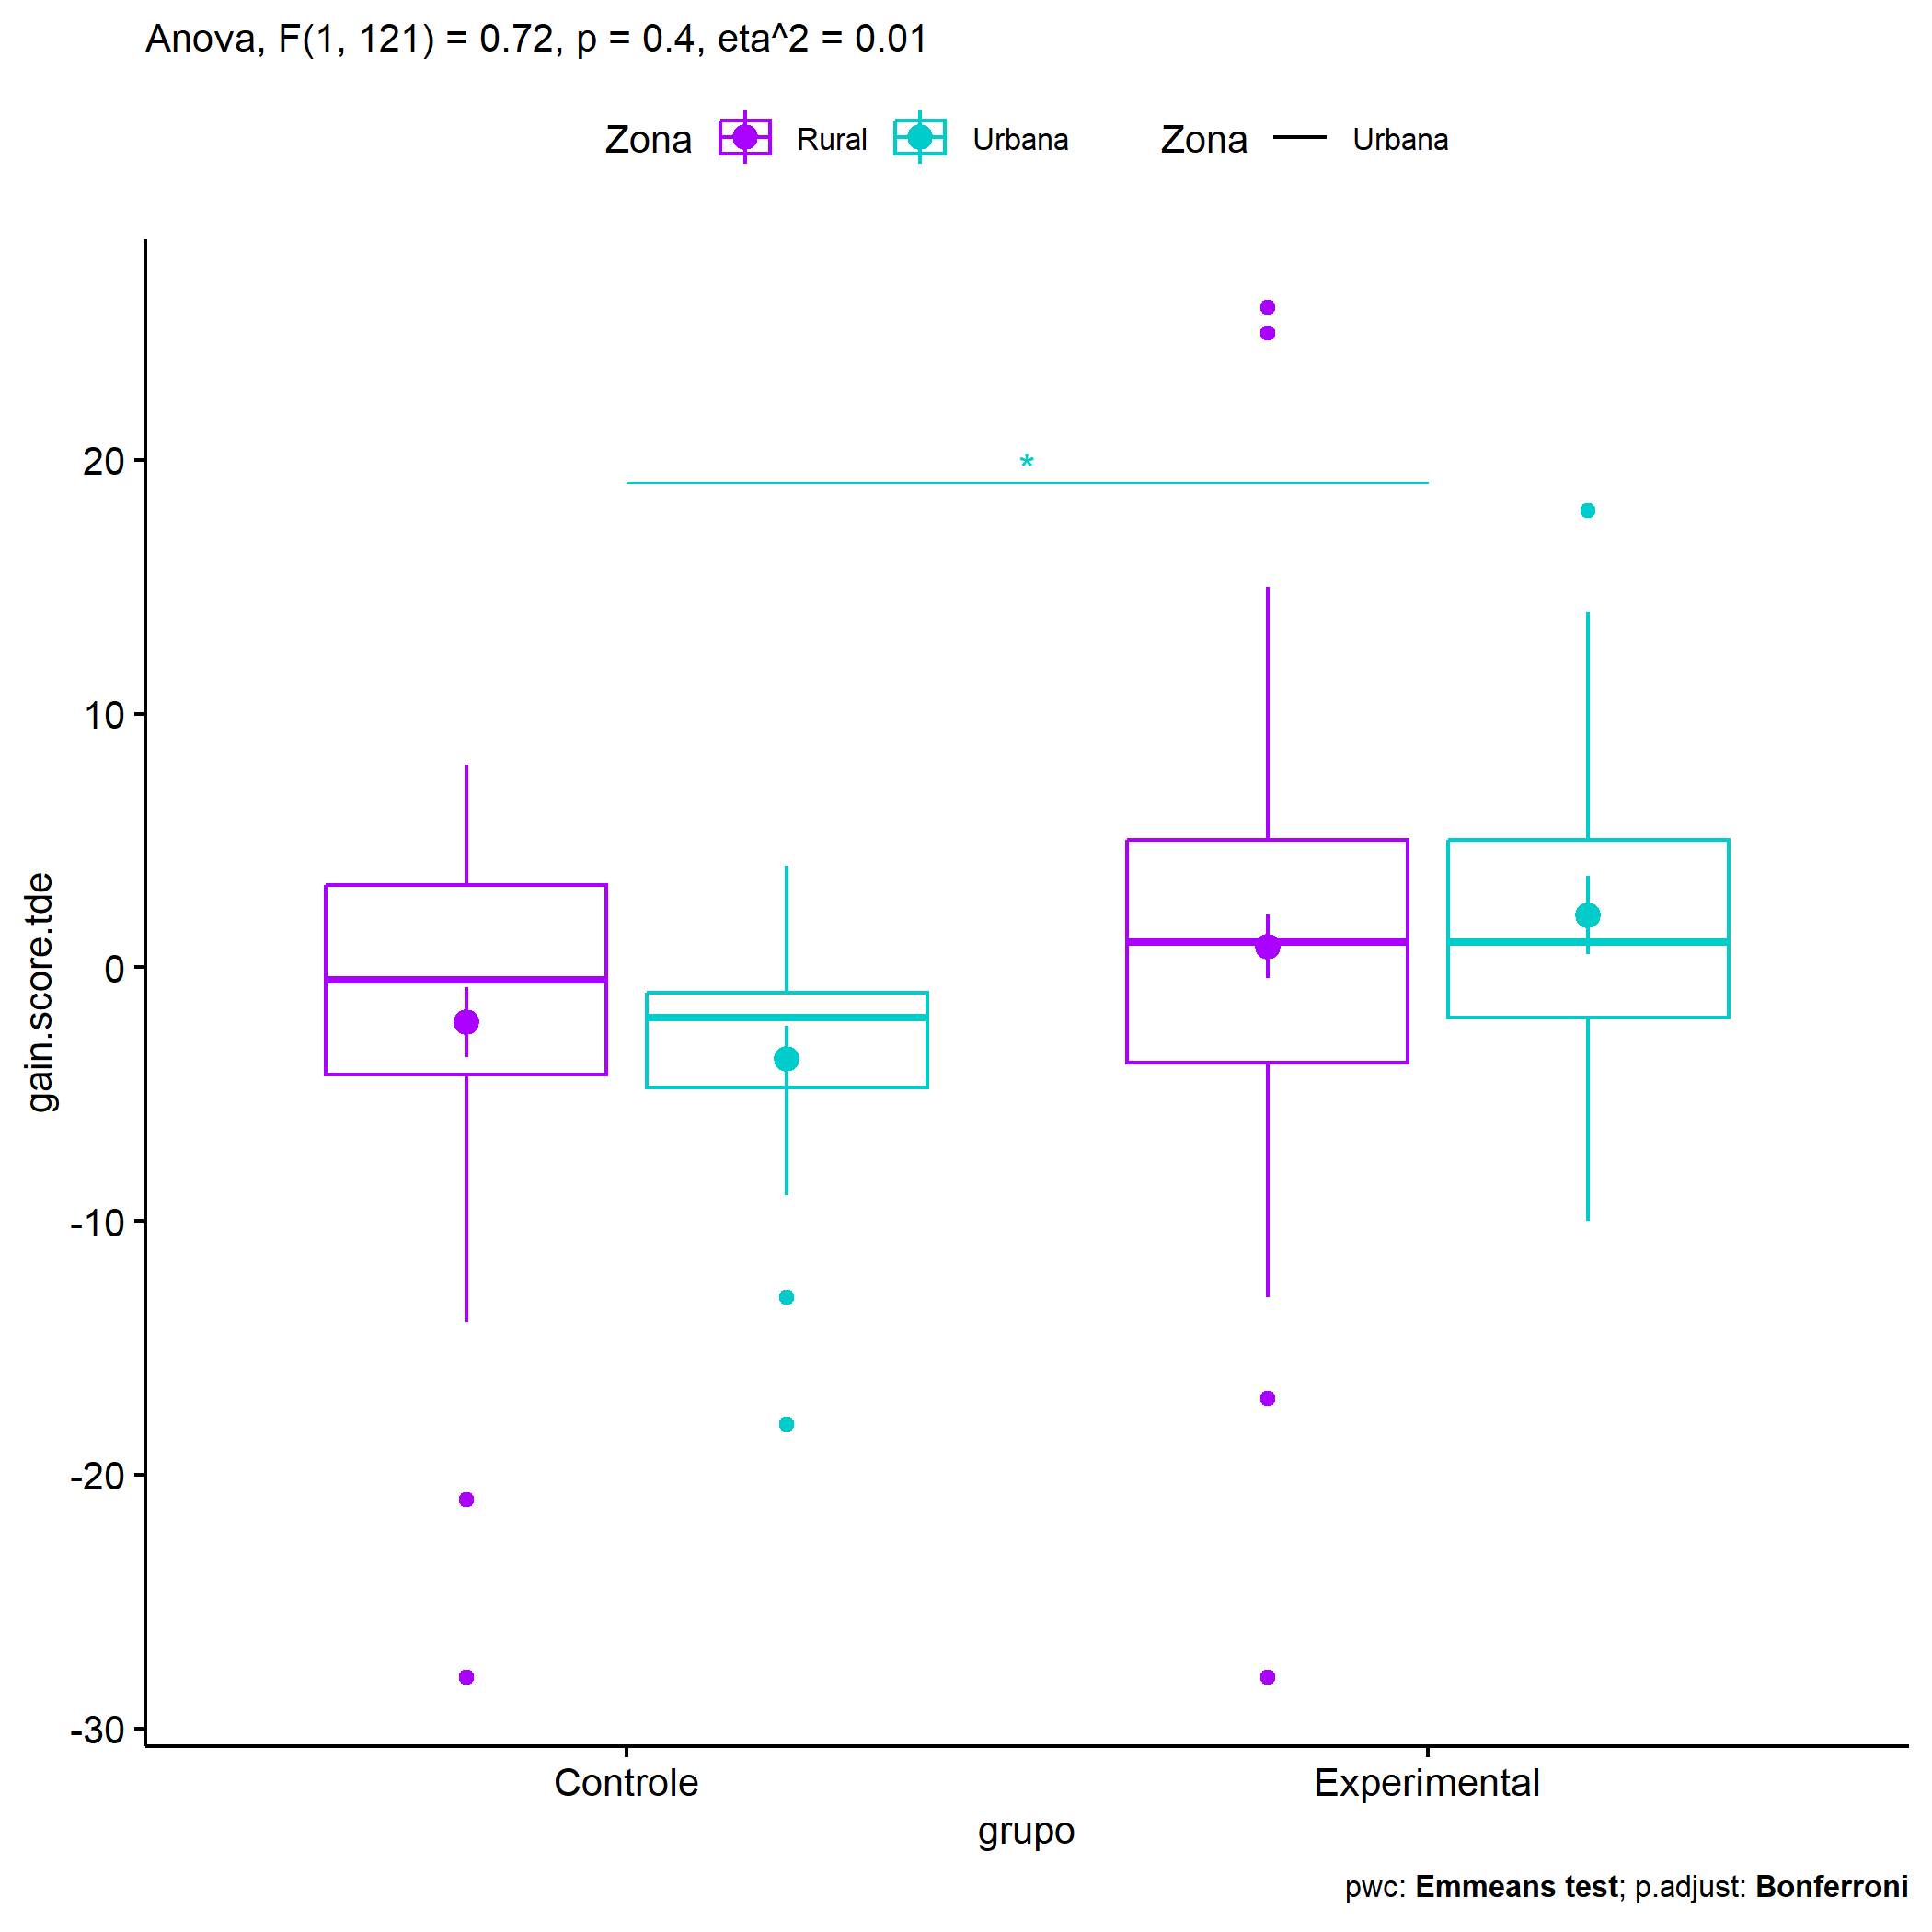 Anova, F(1, 121) = 0.72, p = 0.4, eta^2 = 0.01
Zona Rural Urbana Zona Urbana
*
20
10
0
-10
-20
-30
gain.score.tde
Controle Experimental
grupo
pwc: Emmeans test; p.adjust: Bonferroni